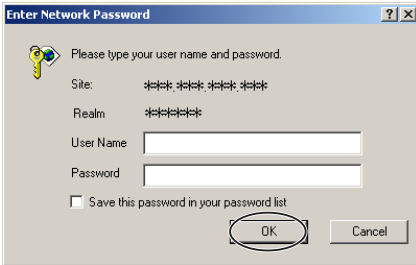 Enter Network Password
Please type your user name and password.
Site: ***.***.***.***
Realm ******
User Name
Password
Save this password in your password list
OK Cancel